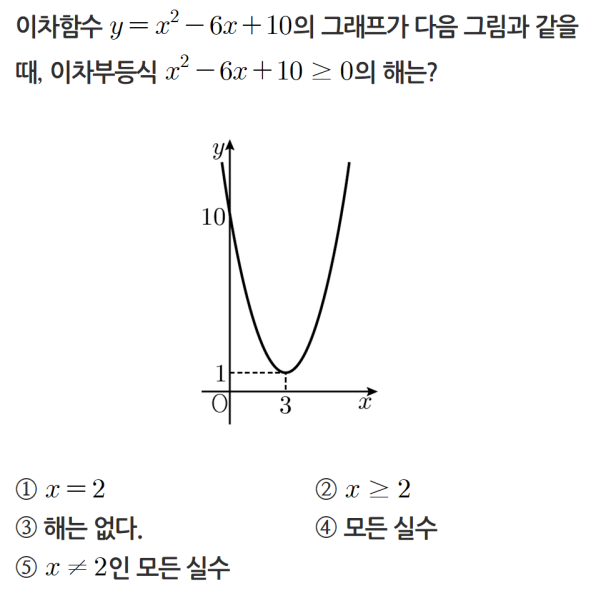 이차함수 y = x² − 6x + 10의 그래프가 다음 그림과 같을
때, 이차부등식 x² − 6x + 10 ≥ 0의 해는?
y
10
1
O 3 x
① x = 2 ② x ≥ 2
③ 해는 없다. ④ 모든 실수
⑤ x ≠ 2인 모든 실수